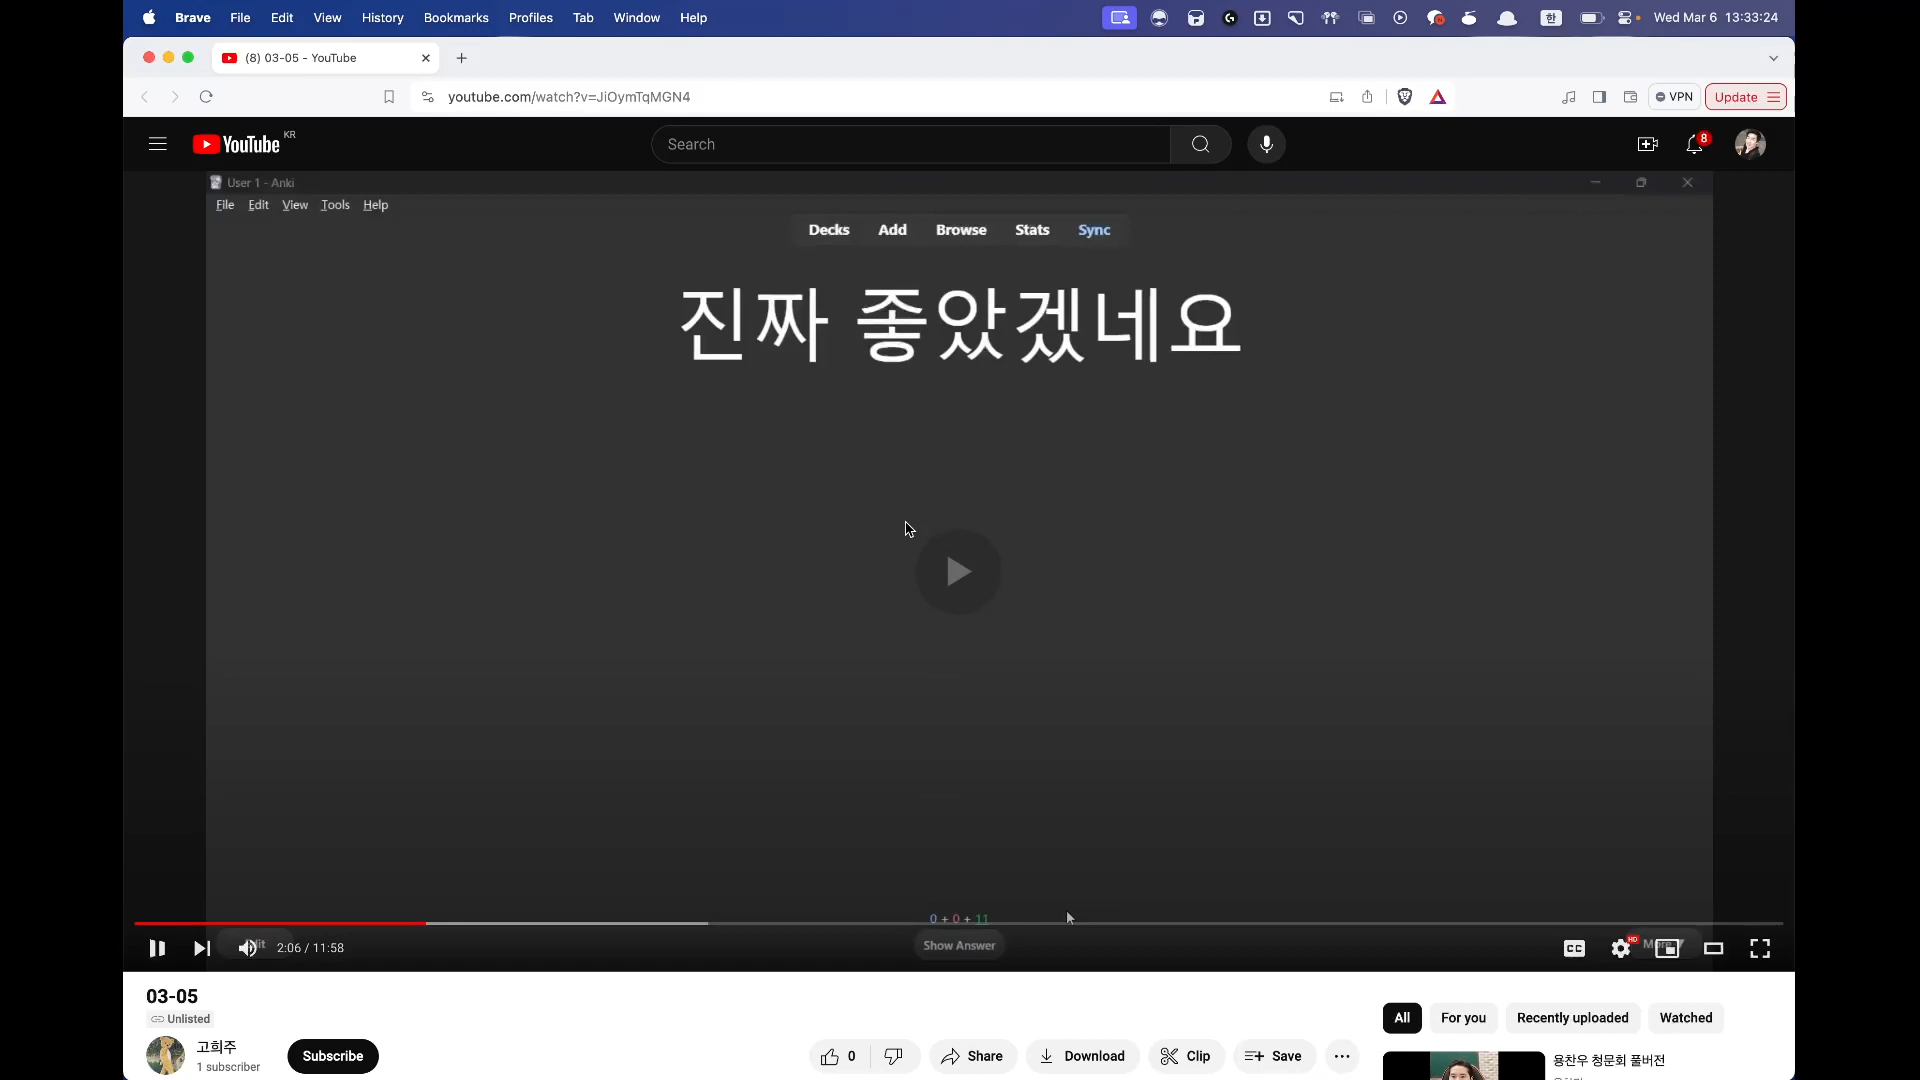 Brave File Edit View History Bookmarks Profiles Tab Window Help 한 Wed Mar 6 13:33:24
(8) 03-05 - YouTube
youtube.com/watch?v=JiOymTqMGN4 VPN Update
YouTube KR Search 8
User 1 - Anki
File Edit View Tools Help
Decks Add Browse Stats Sync
진짜 좋았겠네요
0 + 0 + 11
2:06 / 11:58 Show Answer CC HD More
03-05
Unlisted
All For you Recently uploaded Watched
고희주
1 subscriber
Subscribe 0 Share Download Clip Save
용찬우 청문회 풀버전